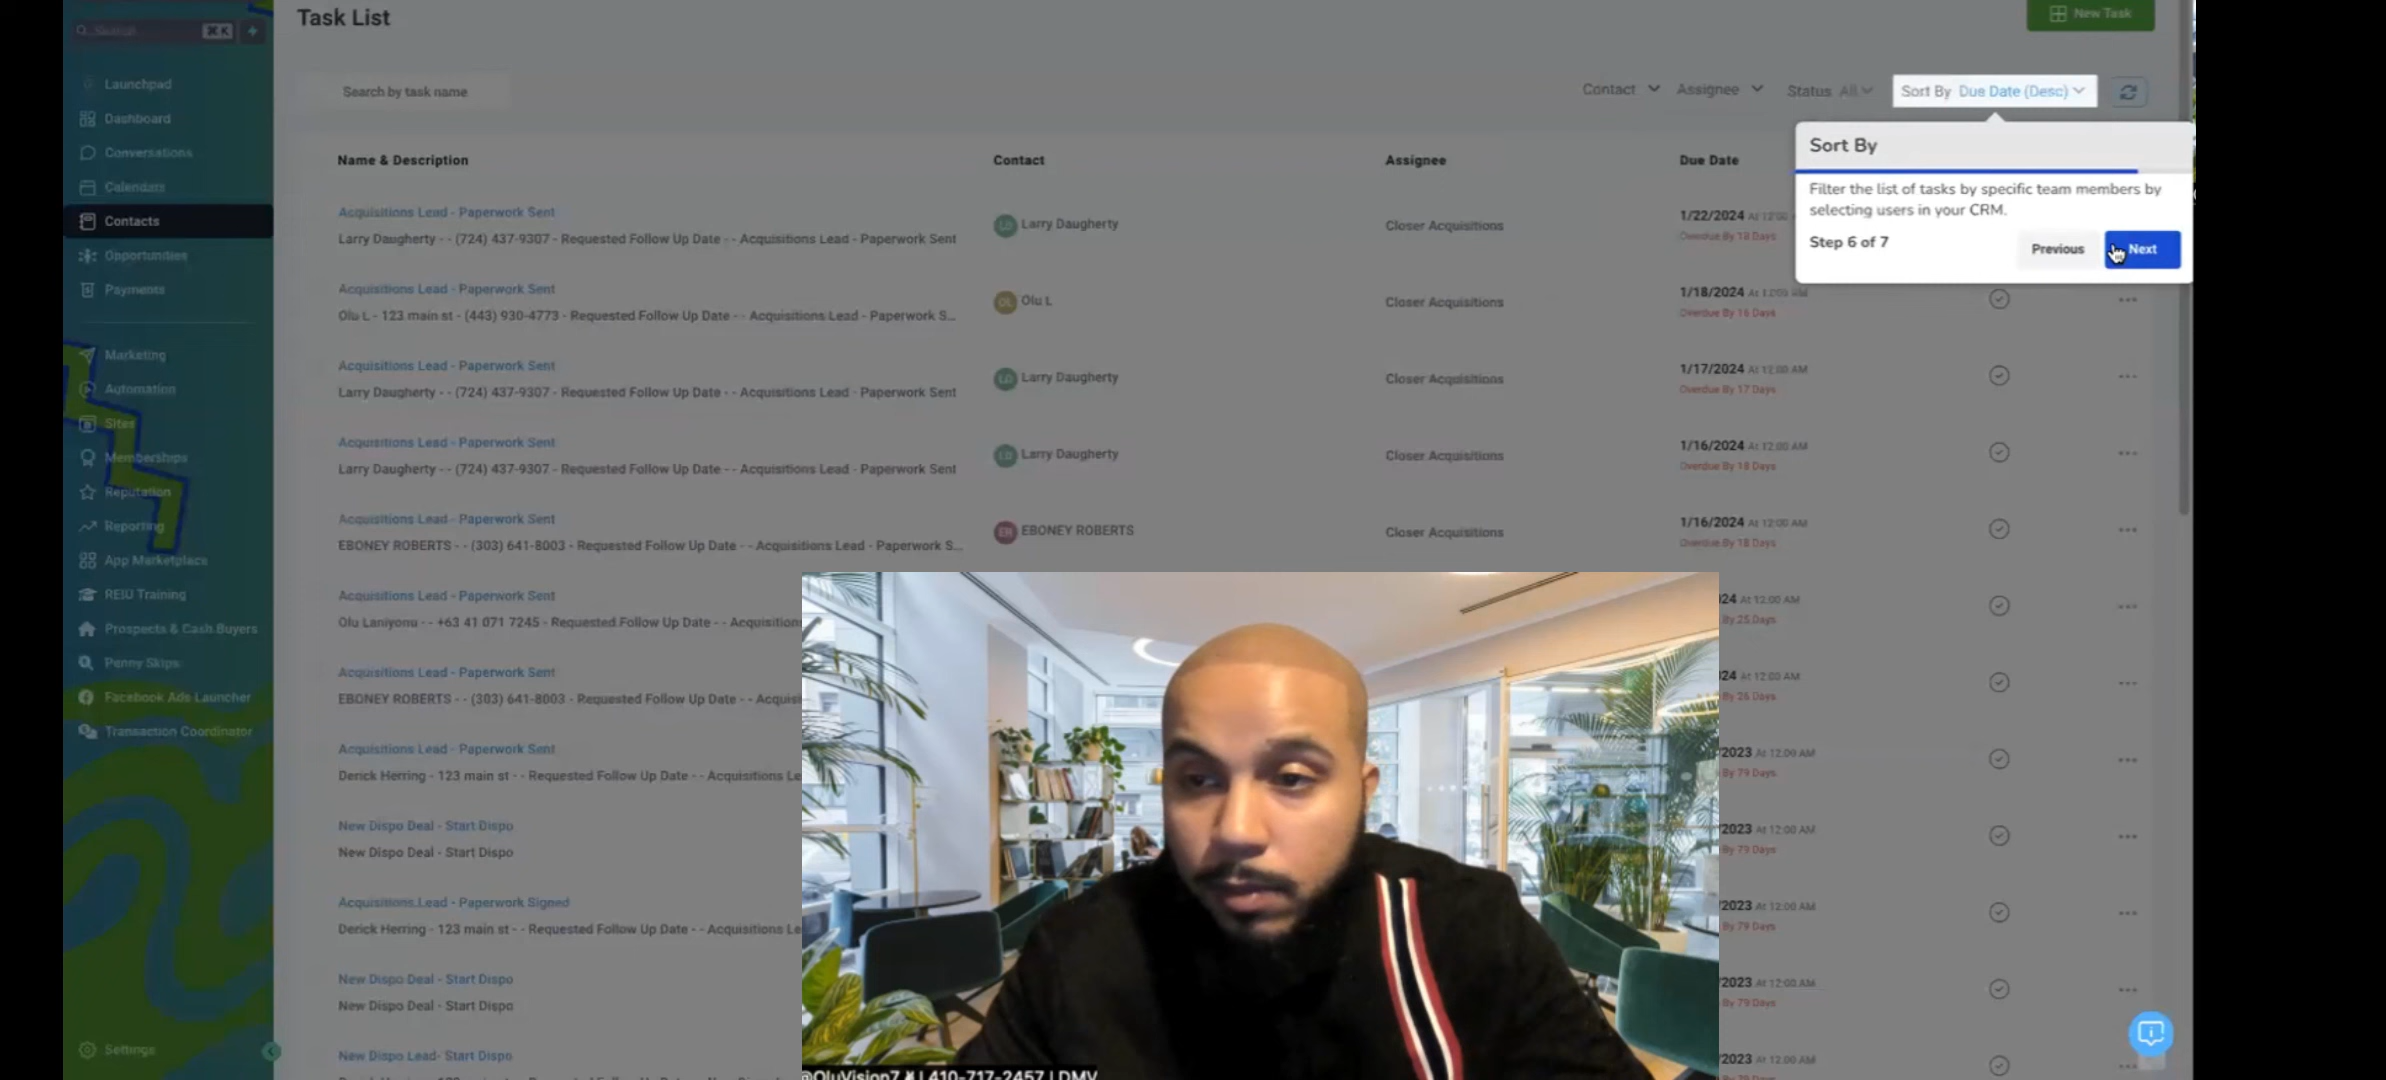 Search
⌘K
Launchpad
Dashboard
Conversations
Calendars
Contacts
Opportunities
Payments
Marketing
Automation
Sites
Memberships
Reputation
Reporting
App Marketplace
REIU Training
Prospects & Cash Buyers
Penny Skips
Facebook Ads Launcher
Transaction Coordinator
Settings
Task List
New Task
Search by task name
Contact
Assignee
Status All
Sort By Due Date (Desc)
Sort By
Filter the list of tasks by specific team members by
selecting users in your CRM.
Step 6 of 7
Previous
Next
Name & Description Contact Assignee Due Date
Acquisitions Lead - Paperwork Sent
Larry Daugherty - - (724) 437-9307 - Requested Follow Up Date - - Acquisitions Lead - Paperwork Sent
LD Larry Daugherty
Closer Acquisitions
1/22/2024 At 12:00
Acquisitions Lead - Paperwork Sent
Olu L - 123 main st - (443) 930-4773 - Requested Follow Up Date - - Acquisitions Lead - Paperwork S...
OL Olu L
Closer Acquisitions
1/18/2024
Overdue By 16 Days
Acquisitions Lead - Paperwork Sent
Larry Daugherty - - (724) 437-9307 - Requested Follow Up Date - - Acquisitions Lead - Paperwork Sent
LD Larry Daugherty
Closer Acquisitions
1/17/2024 At 12:00 AM
Overdue By 17 Days
Acquisitions Lead - Paperwork Sent
Larry Daugherty - - (724) 437-9307 - Requested Follow Up Date - - Acquisitions Lead - Paperwork Sent
LD Larry Daugherty
Closer Acquisitions
1/16/2024 At 12:00 AM
Overdue By 18 Days
Acquisitions Lead - Paperwork Sent
EBONEY ROBERTS - - (303) 641-8003 - Requested Follow Up Date - - Acquisitions Lead - Paperwork S...
ER EBONEY ROBERTS
Closer Acquisitions
1/16/2024 At 12:00 AM
Overdue By 18 Days
Acquisitions Lead - Paperwork Sent
Olu Laniyonu - - +63 41 071 7245 - Requested Follow Up Date - - Acquisition
24 At 12:00 AM
By 25 Days
Acquisitions Lead - Paperwork Sent
EBONEY ROBERTS - - (303) 641-8003 - Requested Follow Up Date - - Acquis
24 At 12:00 AM
By 26 Days
Acquisitions Lead - Paperwork Sent
Derick Herring - 123 main st - - Requested Follow Up Date - - Acquisitions Le
2023 At 12:00 AM
By 79 Days
New Dispo Deal - Start Dispo
New Dispo Deal - Start Dispo
2023 At 12:00 AM
By 79 Days
Acquisitions Lead - Paperwork Signed
Derick Herring - 123 main st - - Requested Follow Up Date - - Acquisitions Le
2023 At 12:00 AM
By 79 Days
New Dispo Deal - Start Dispo
New Dispo Deal - Start Dispo
2023 At 12:00 AM
By 79 Days
New Dispo Lead- Start Dispo
2023 At 12:00 AM
@OluVision7 | 410-717-2457 | DMV